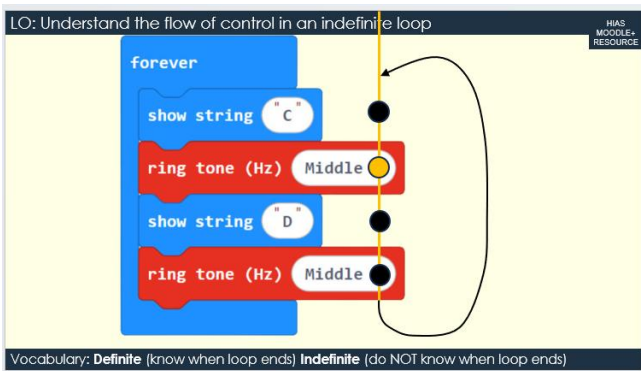 LO: Understand the flow of control in an indefinite loop
HIAS
MOODLE+
RESOURCE
forever
show string "C"
ring tone (Hz) Middle
show string "D"
ring tone (Hz) Middle
Vocabulary: Definite (know when loop ends) Indefinite (do NOT know when loop ends)